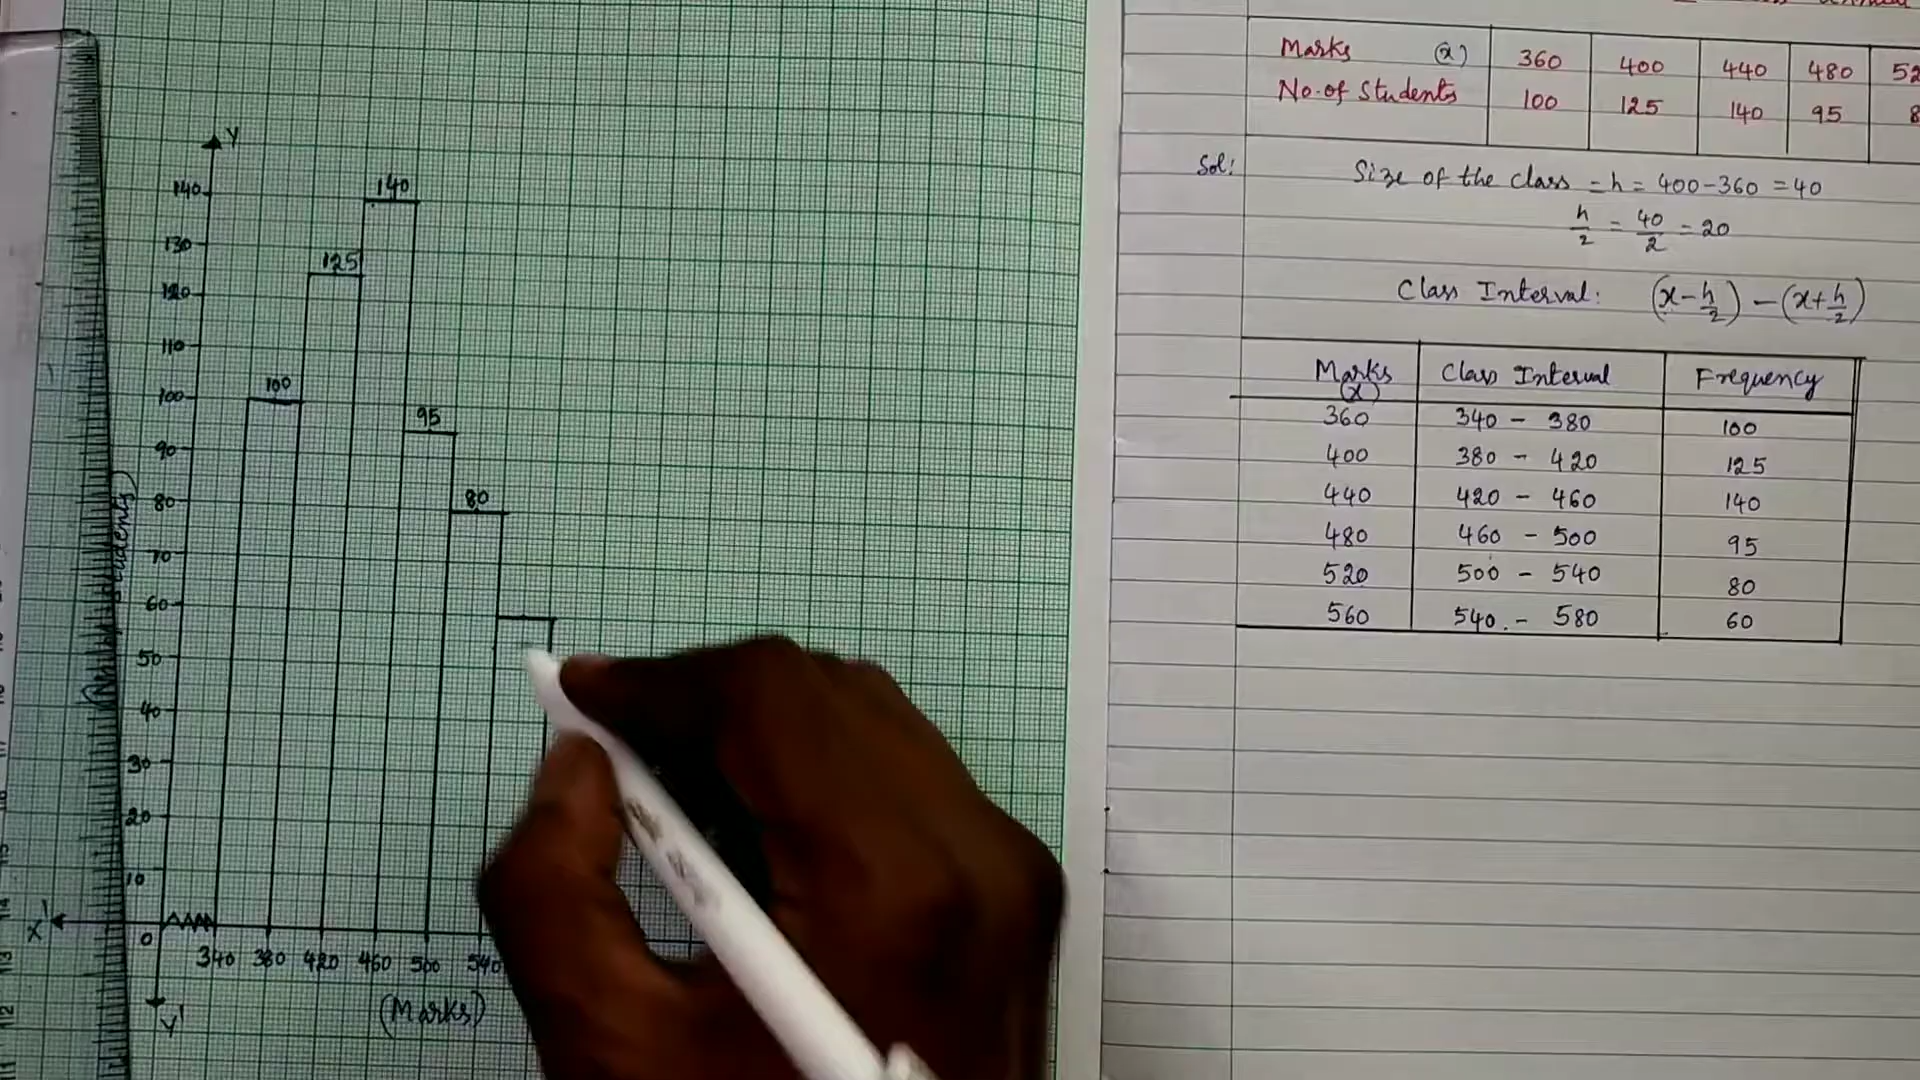 Y
140
130
120
110
100
90
80
70
60
50
40
30
20
10
0
140
125
100
95
80
X'
340 380 420 460 500 540
(Marks)
Y'
Marks (x) 360 400 440 480 52
No. of Students 100 125 140 95 8
Sol: Size of the class = h = 400 - 360 = 40
h/2 = 40/2 = 20
Class Interval: (x - h/2) - (x + h/2)
Marks (x) Class Interval Frequency
360 340 - 380 100
400 380 - 420 125
440 420 - 460 140
480 460 - 500 95
520 500 - 540 80
560 540 - 580 60